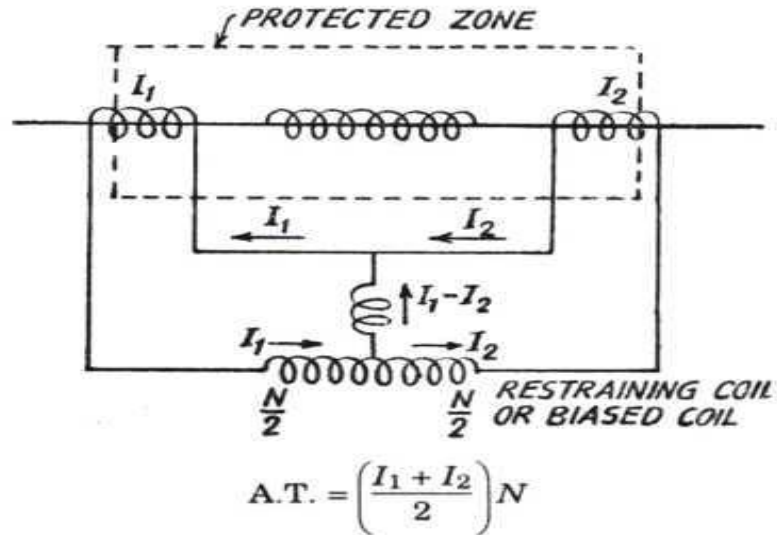 PROTECTED ZONE
I₁ I₂
I₁ I₂
I₁-I₂
I₁ I₂
N/2 N/2 RESTRAINING COIL
OR BIASED COIL
A.T. = ((I₁ + I₂)/2) N